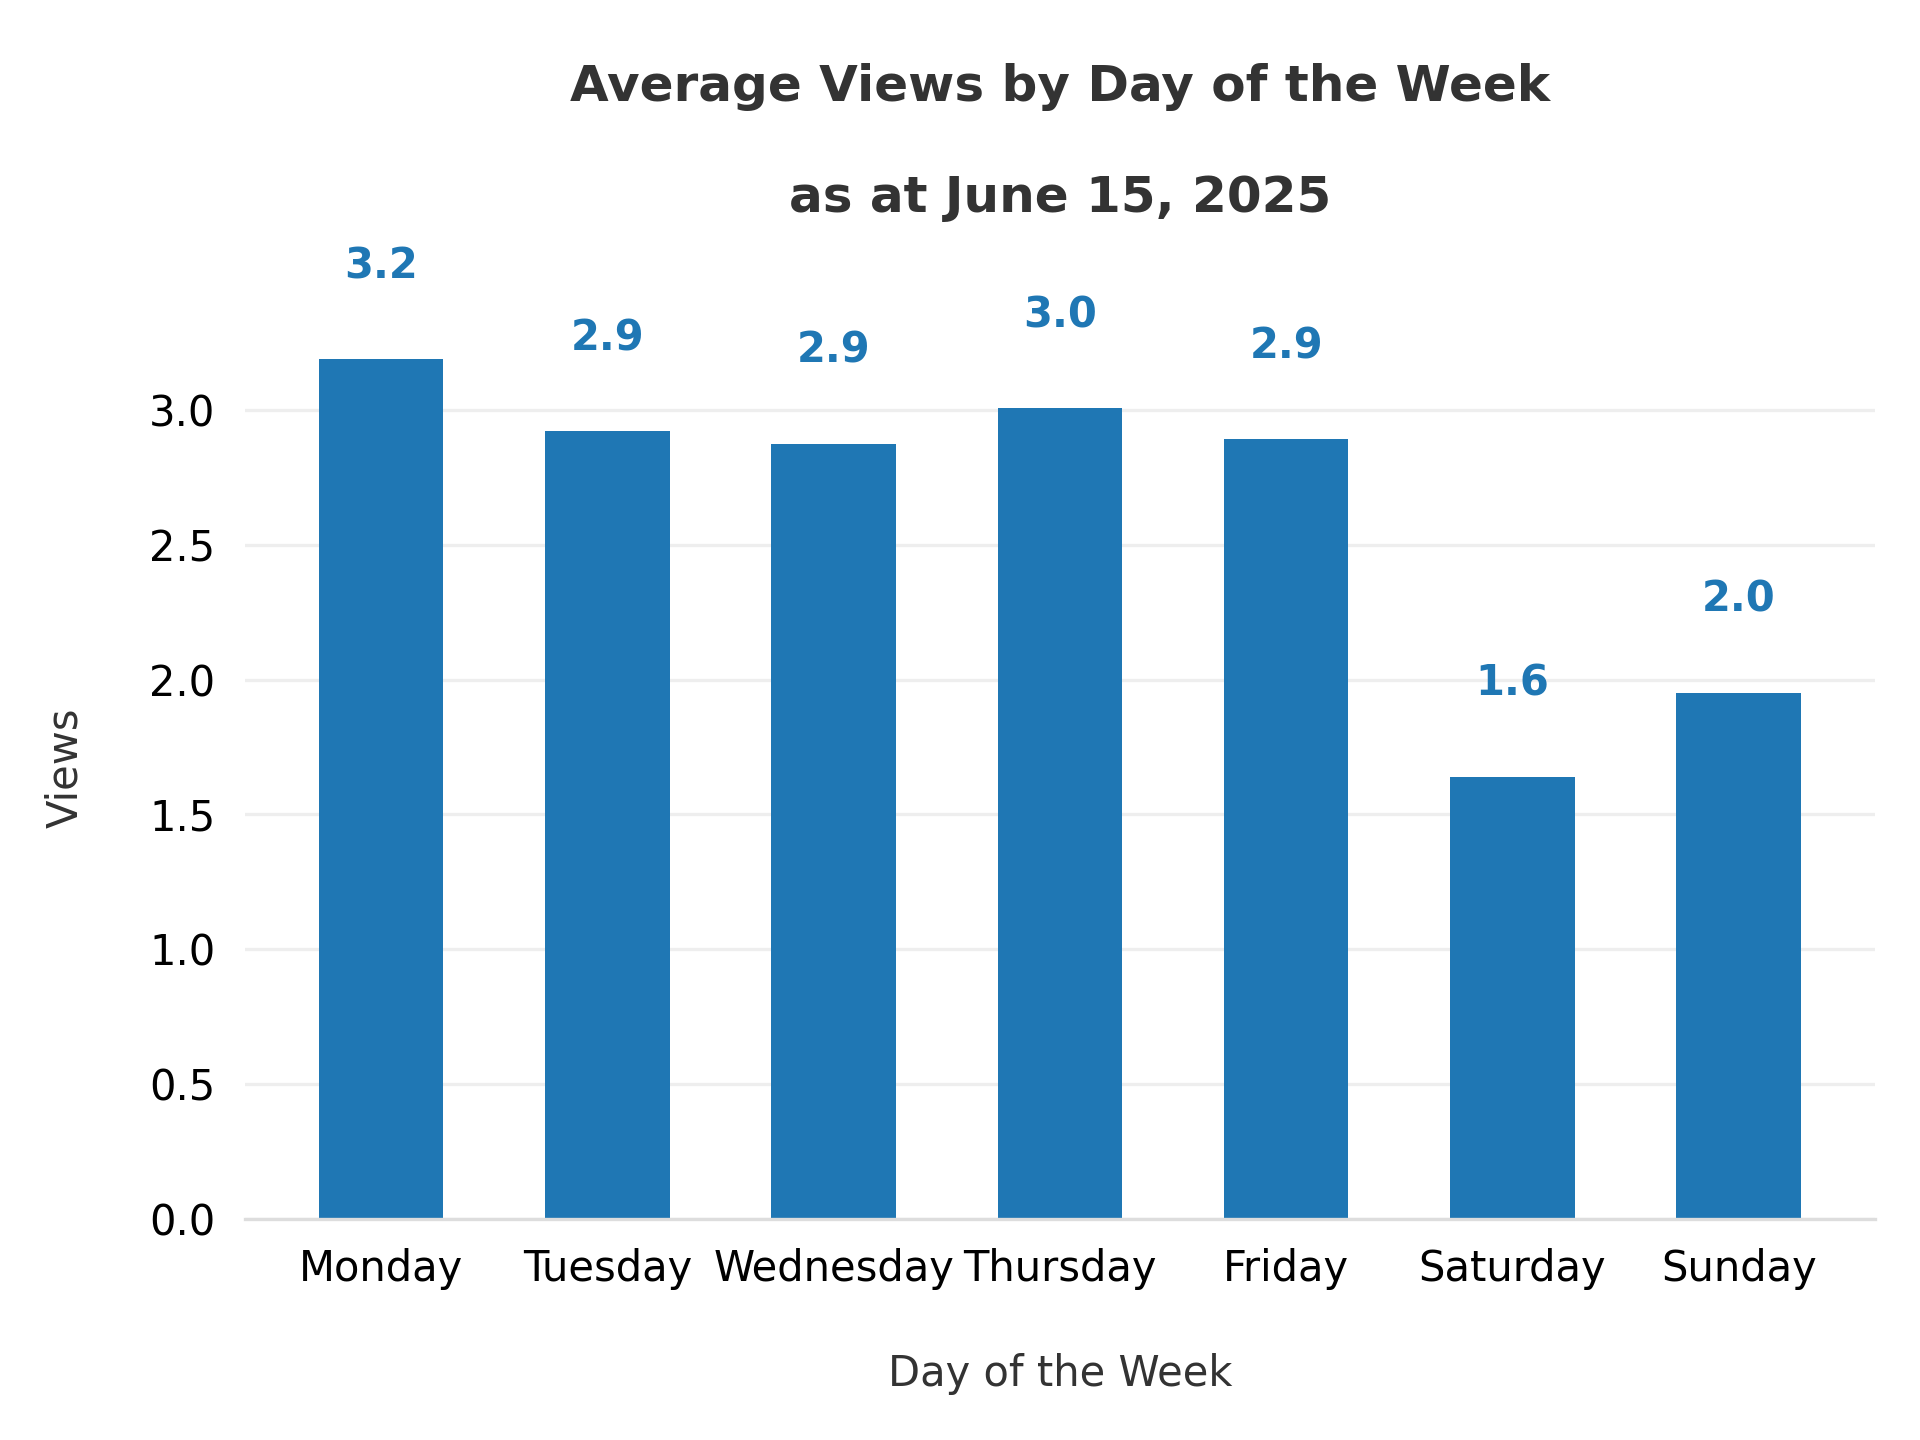 Average Views by Day of the Week
as at June 15, 2025
3.2
2.9
2.9
3.0
2.9
1.6
2.0
3.0
2.5
2.0
1.5
1.0
0.5
0.0
Views
Monday Tuesday Wednesday Thursday Friday Saturday Sunday
Day of the Week